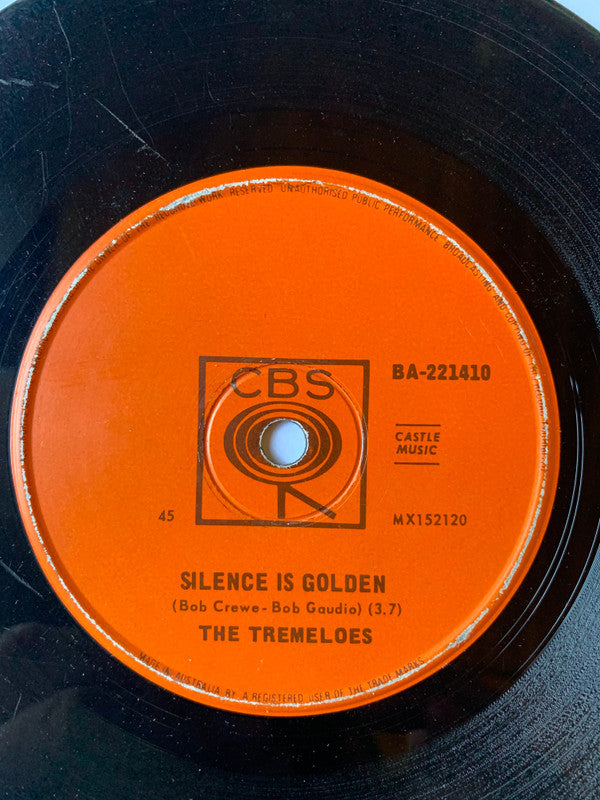 OF THE RECORDED WORK RESERVED UNAUTHORISED PUBLIC PERFORMANCE BROADCASTING AND COPYING OF
CBS
BA-221410
CASTLE
MUSIC
45
MX152120
SILENCE IS GOLDEN
(Bob Crewe-Bob Gaudio) (3.7)
THE TREMELOES
MADE IN AUSTRALIA BY A REGISTERED USER OF THE TRADE MARKS